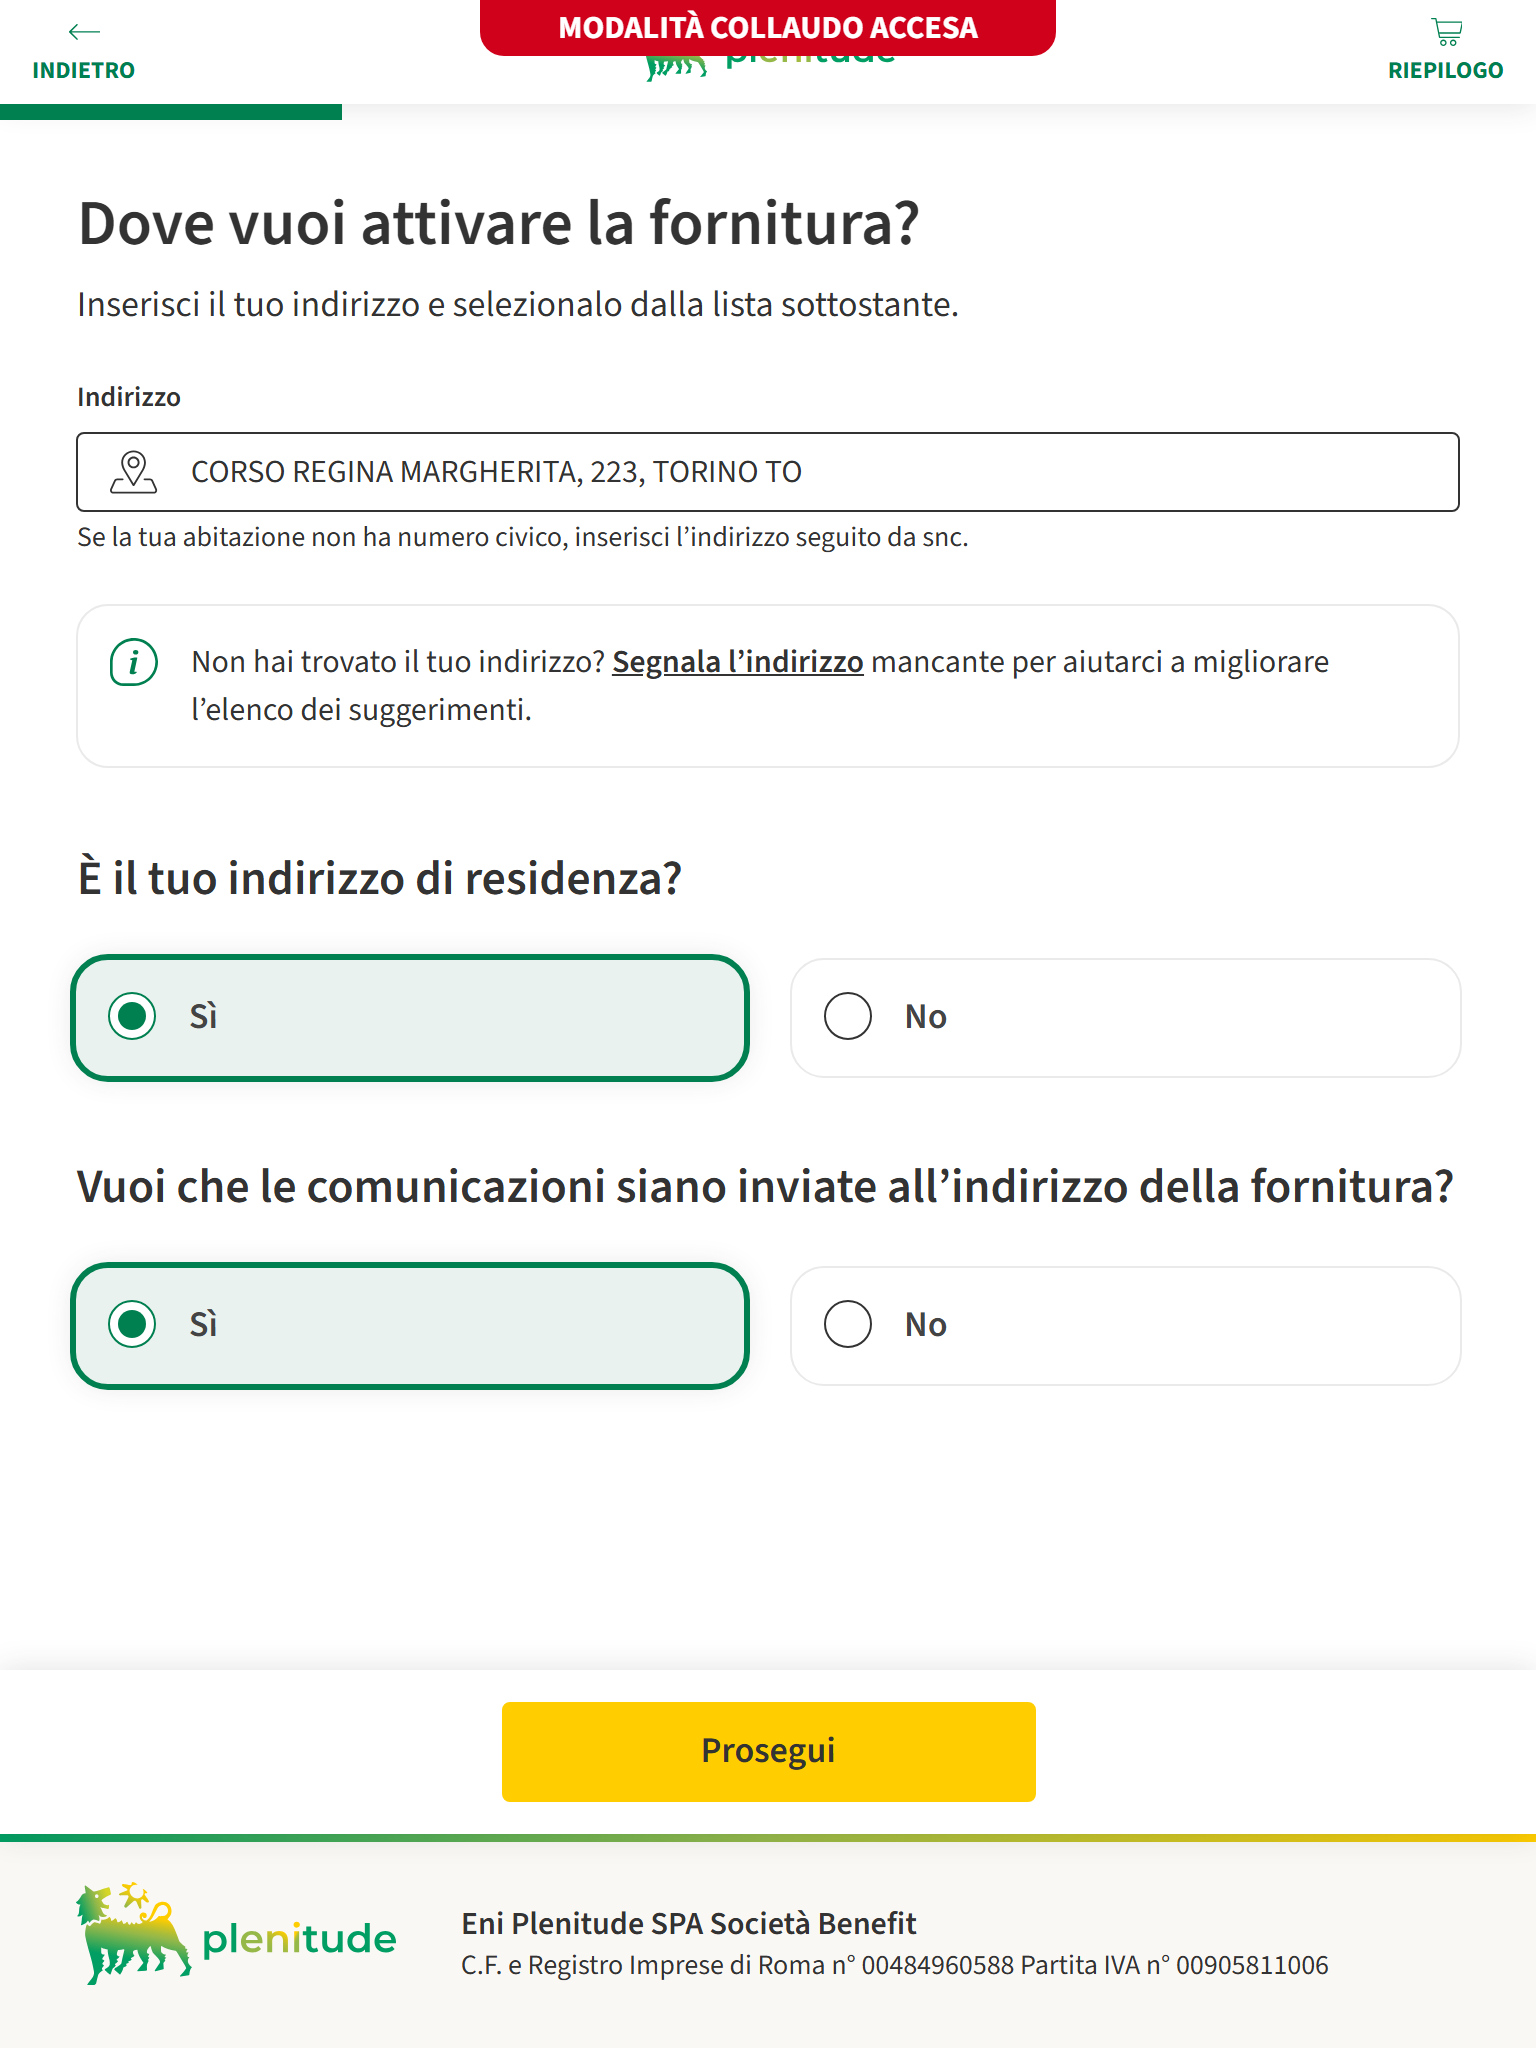 MODALITÀ COLLAUDO ACCESA
INDIETRO
plenitude
RIEPILOGO
Dove vuoi attivare la fornitura?
Inserisci il tuo indirizzo e selezionalo dalla lista sottostante.
Indirizzo
CORSO REGINA MARGHERITA, 223, TORINO TO
Se la tua abitazione non ha numero civico, inserisci l’indirizzo seguito da snc.
Non hai trovato il tuo indirizzo? Segnala l’indirizzo mancante per aiutarci a migliorare
l’elenco dei suggerimenti.
È il tuo indirizzo di residenza?
Sì
No
Vuoi che le comunicazioni siano inviate all’indirizzo della fornitura?
Sì
No
Prosegui
plenitude
Eni Plenitude SPA Società Benefit
C.F. e Registro Imprese di Roma n° 00484960588 Partita IVA n° 00905811006